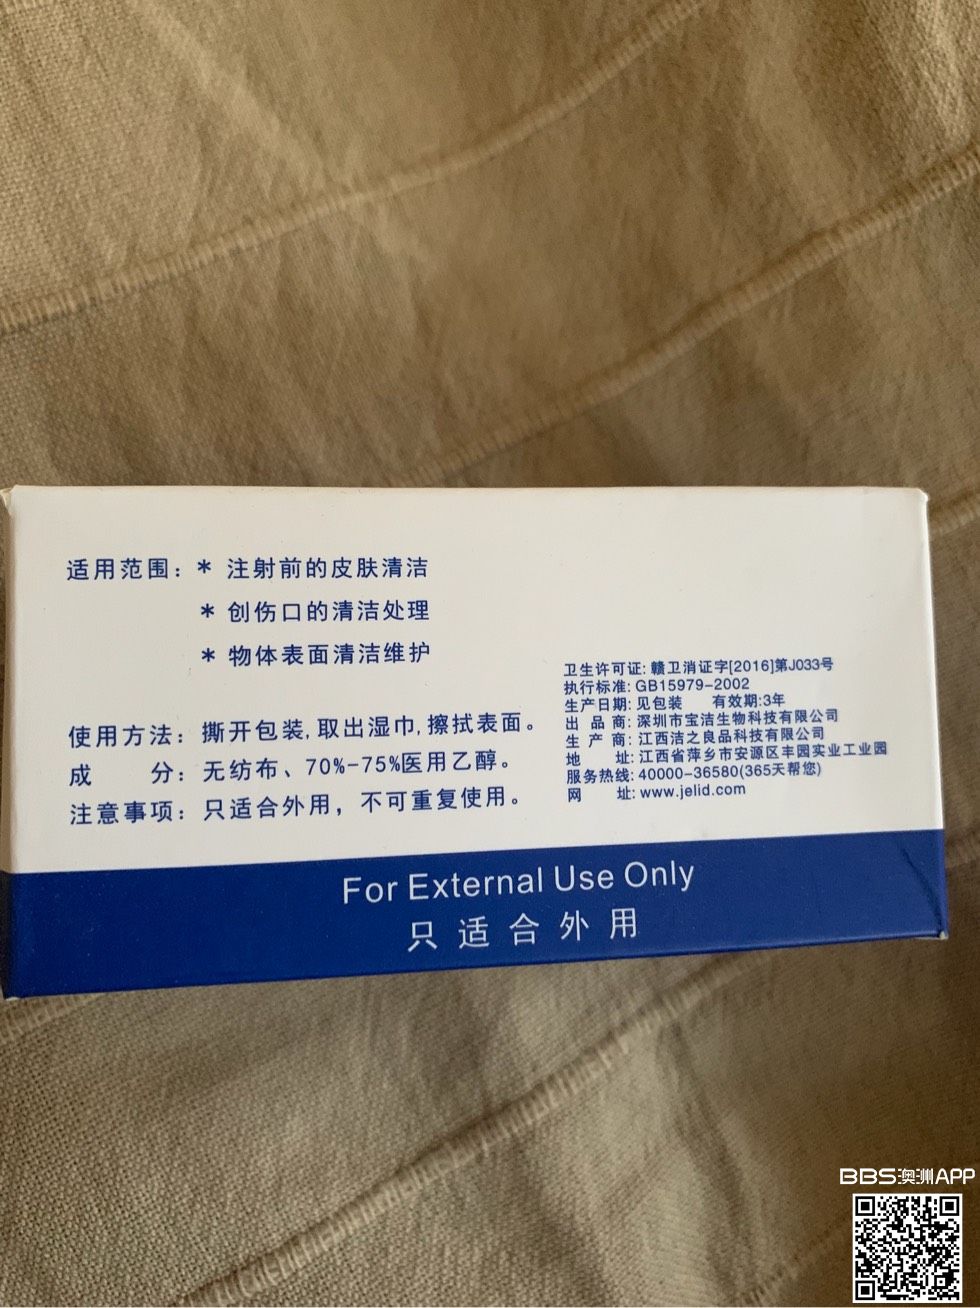 适用范围：* 注射前的皮肤清洁
* 创伤口的清洁处理
* 物体表面清洁维护
使用方法：撕开包装,取出湿巾,擦拭表面。
成 分：无纺布、70%-75%医用乙醇。
注意事项：只适合外用，不可重复使用。
卫生许可证: 赣卫消证字[2016]第J033号
执行标准: GB15979-2002
生产日期: 见包装 有效期:3年
出 品 商: 深圳市宝洁生物科技有限公司
生 产 商: 江西洁之良品科技有限公司
地 址: 江西省萍乡市安源区丰园实业工业园
服务热线: 40000-36580(365天帮您)
网 址: www.jelid.com
For External Use Only
只适合外用
BBS澳洲APP